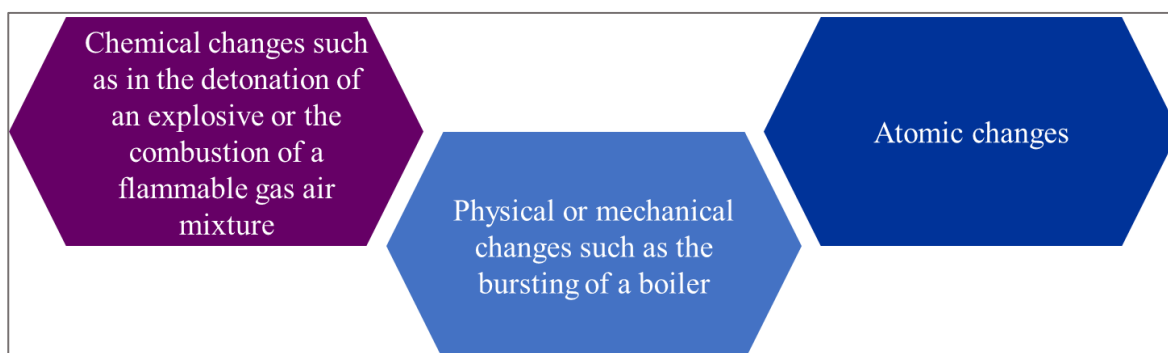 Chemical changes such
as in the detonation of
an explosive or the
combustion of a
flammable gas air
mixture
Physical or mechanical
changes such as the
bursting of a boiler
Atomic changes